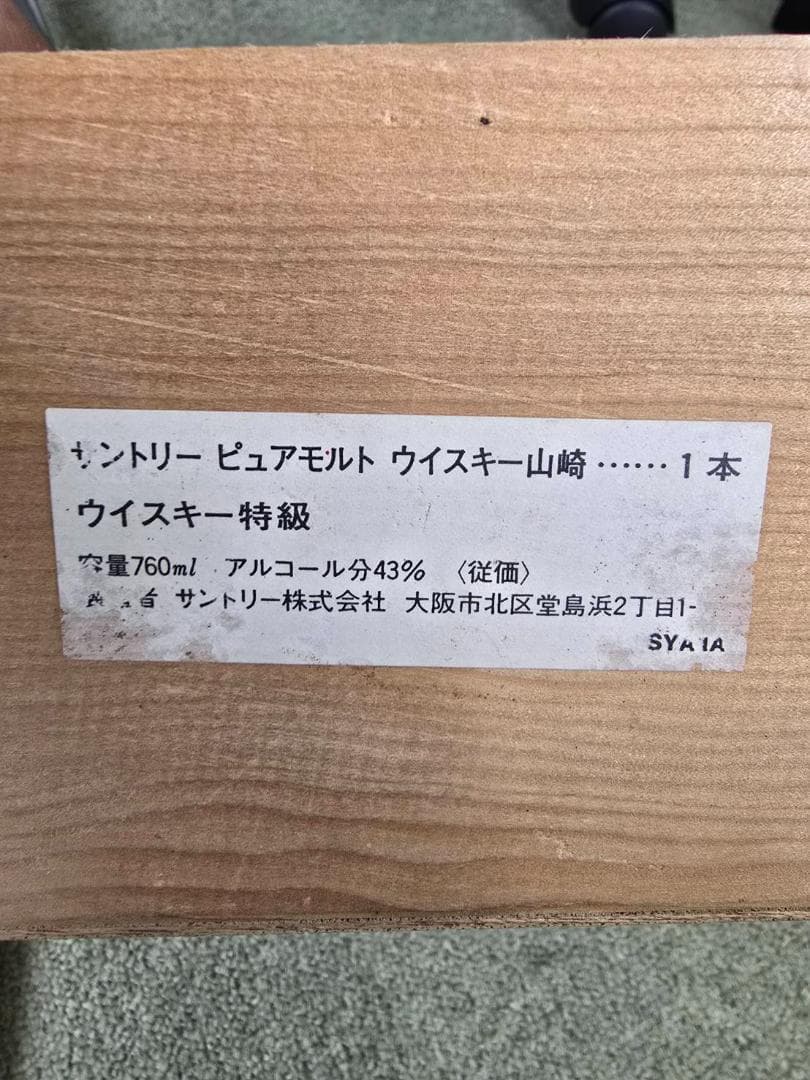 サントリー ピュアモルト ウイスキー山崎……1本
ウイスキー特級
容量760ml アルコール分43% 〈従価〉
サントリー株式会社 大阪市北区堂島浜2丁目1-